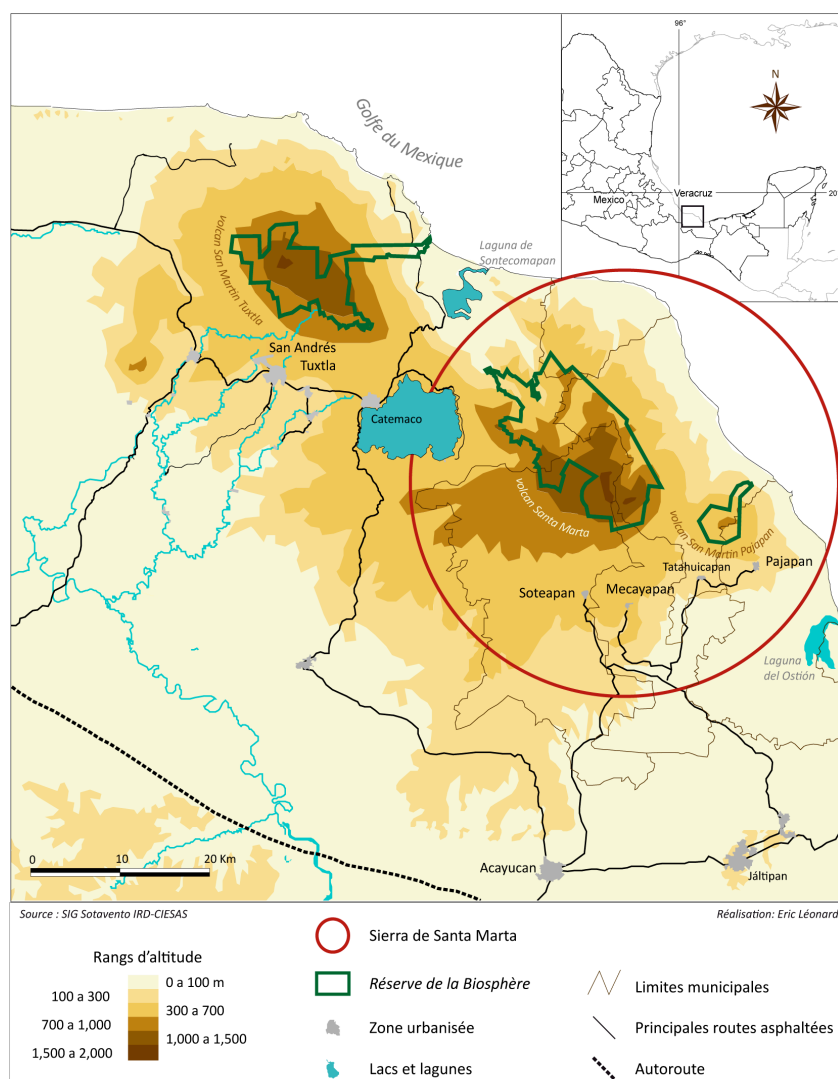 96°
N
20
Mexico
Veracruz
Golfe du Mexique
Laguna de
Sontecomapan
volcan San Martin Tuxtla
San Andrés
Tuxtla
Catemaco
volcan Santa Marta
volcan San Martin Pajapan
Tatahuicapan
Pajapan
Soteapan
Mecayapan
Laguna
del Ostión
0
10
20 Km
Acayucan
Jáltipan
Source : SIG Sotavento IRD-CIESAS
Réalisation: Eric Léonard
Rangs d'altitude
0 a 100 m
100 a 300
300 a 700
700 a 1,000
1,000 a 1,500
1,500 a 2,000
Sierra de Santa Marta
Réserve de la Biosphère
Zone urbanisée
Lacs et lagunes
Limites municipales
Principales routes asphaltées
Autoroute